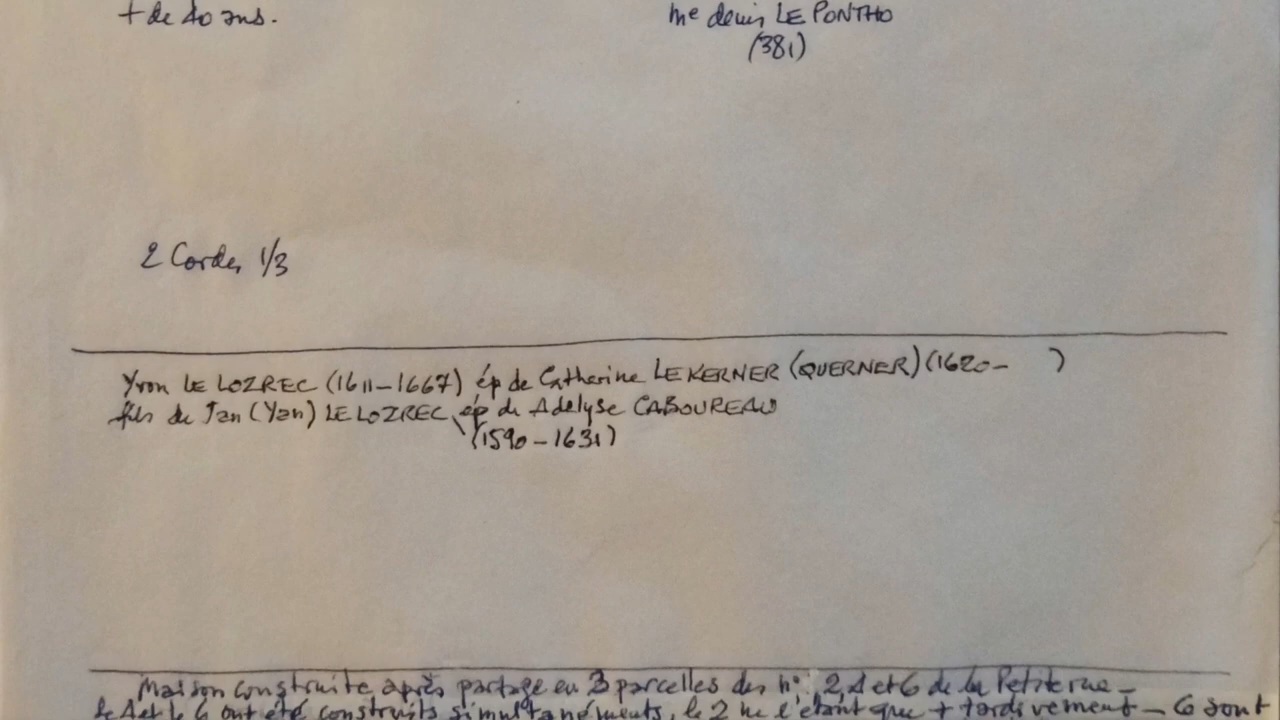 + de 40 ans.
Me denis LE PONTHO
(381)
2 Cordes 1/3
Yvon LE LOZREC (1611-1667) ép de Catherine LE KERNER (QUERNER) (1620- )
fils de Jan (Yan) LE LOZREC, ép de Adelyse CABOUREAU
(1590-1631)
Maison construite après partage en 3 parcelles des n° 2, 4 et 6 de la Petite rue -
le 4 et le 6 ont été construits simultanéments, le 2 ne l'étant que + tardivement - 6 sont